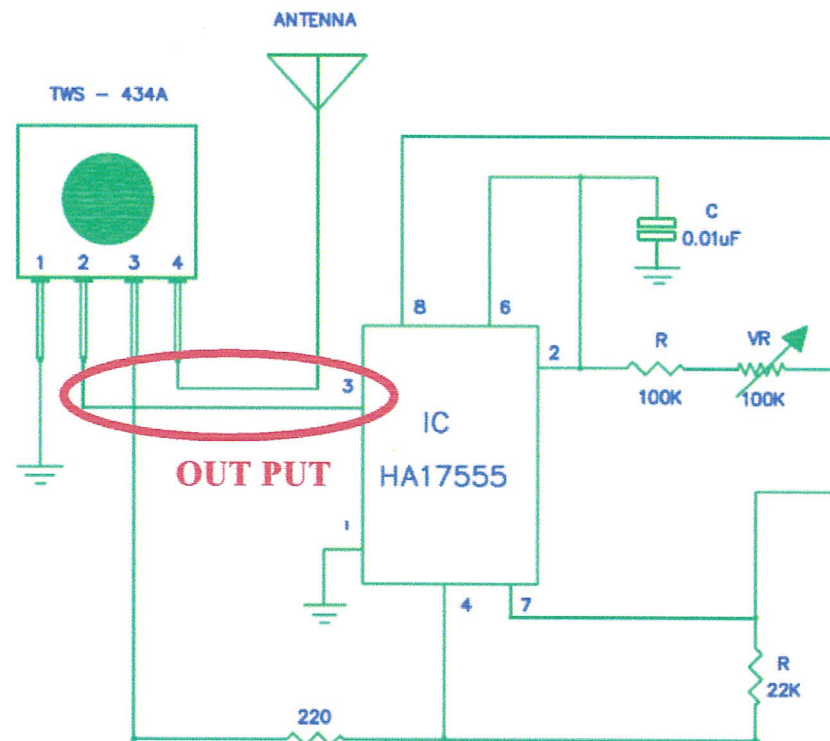 ANTENNA
TWS - 434A
1 2 3 4
C
0.01uF
8 6
R VR
2
100K 100K
3
IC
HA17555
OUT PUT
1
4 7
R
22K
220